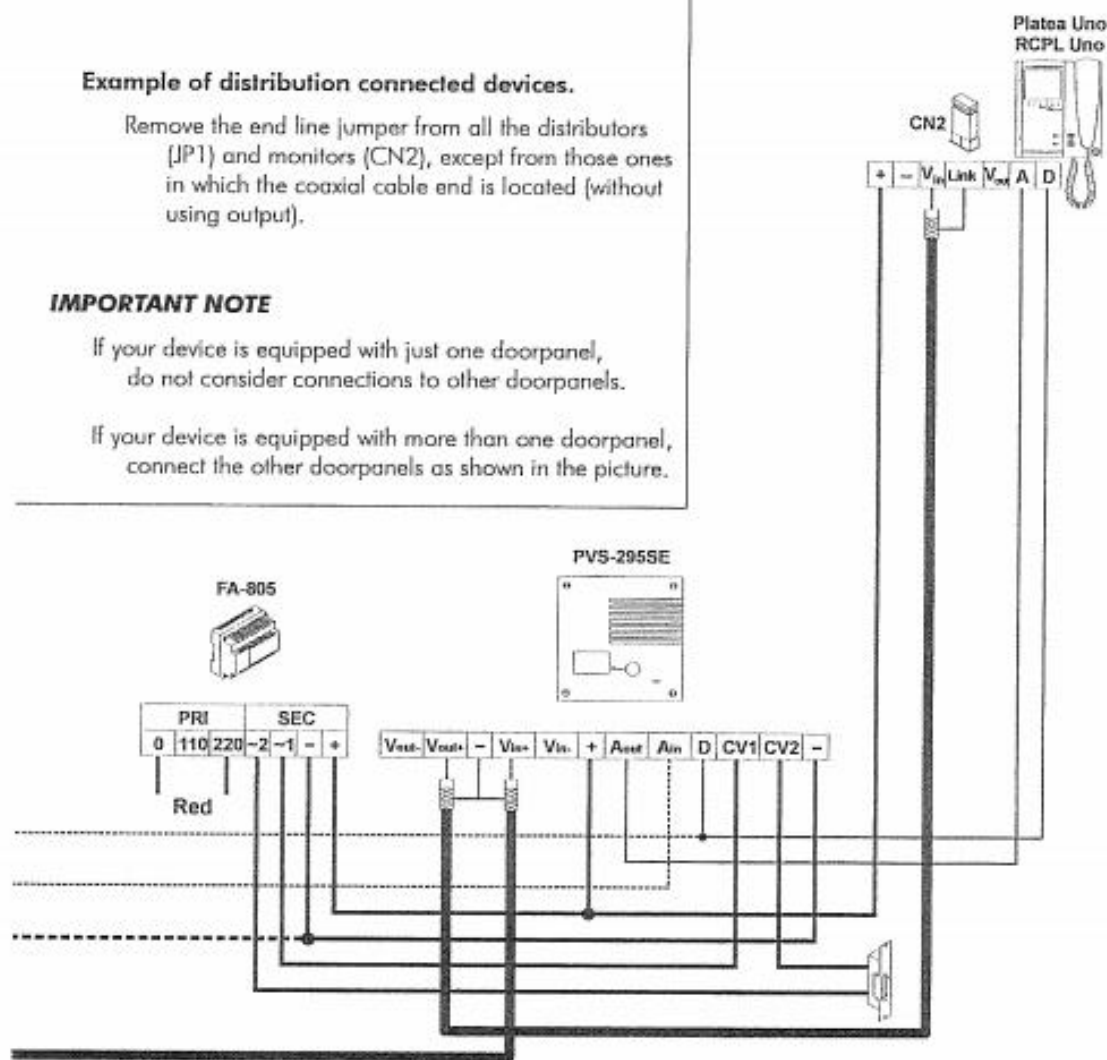 Platea Uno
RCPL Uno
Example of distribution connected devices.
Remove the end line jumper from all the distributors
(JP1) and monitors (CN2), except from those ones
in which the coaxial cable end is located (without
using output).
CN2
+ - Vin Link Vout A D
IMPORTANT NOTE
If your device is equipped with just one doorpanel,
do not consider connections to other doorpanels.
If your device is equipped with more than one doorpanel,
connect the other doorpanels as shown in the picture.
PVS-295SE
FA-805
PRI SEC
0 110 220 ~2 ~1 - +
Vout- Vout+ - Vin+ Vin- + Aout Ain D CV1 CV2 -
Red